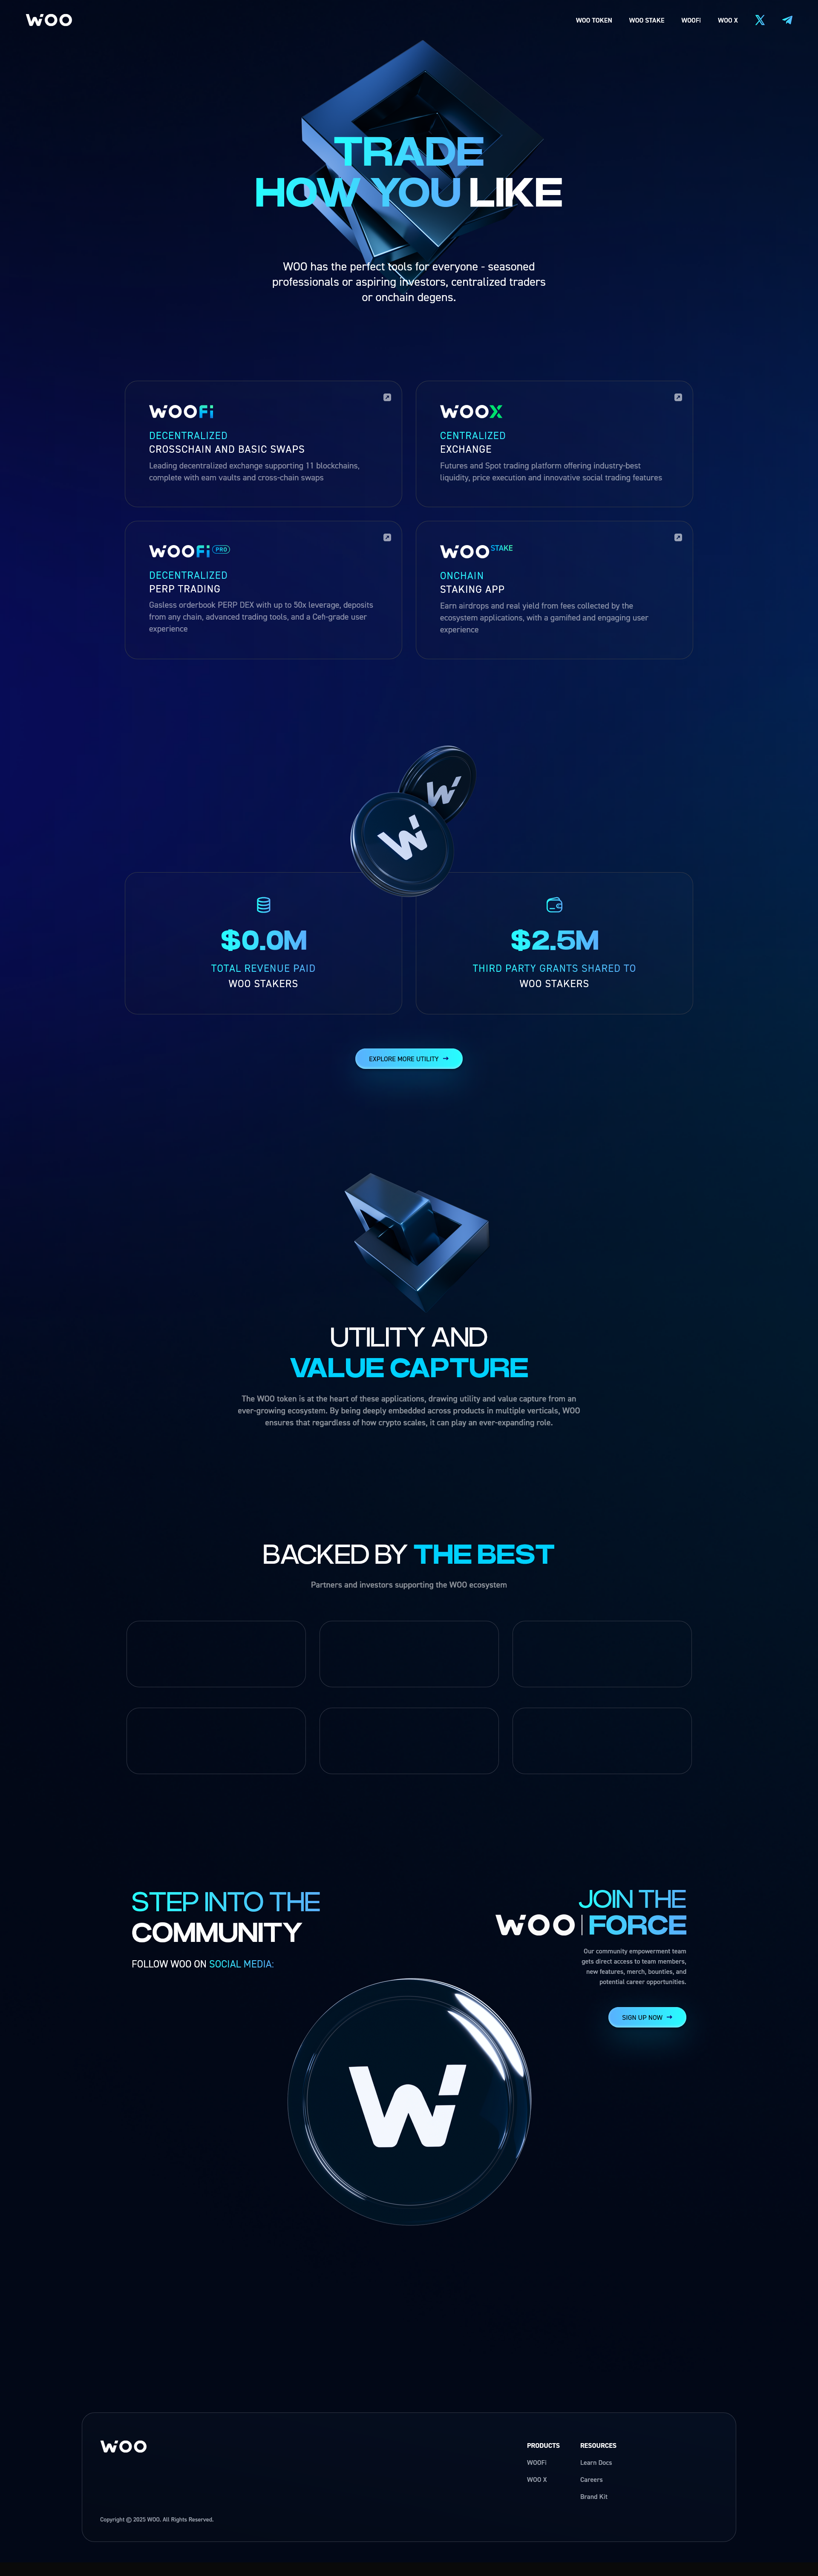 WOO
WOO TOKEN
WOO STAKE
WOOFi
WOO X
TRADE
HOW YOU LIKE
WOO has the perfect tools for everyone - seasoned
professionals or aspiring investors, centralized traders
or onchain degens.
WOOFi
DECENTRALIZED
CROSSCHAIN AND BASIC SWAPS
Leading decentralized exchange supporting 11 blockchains,
complete with earn vaults and cross-chain swaps
WOOX
CENTRALIZED
EXCHANGE
Futures and Spot trading platform offering industry-best
liquidity, price execution and innovative social trading features
WOOFi PRO
DECENTRALIZED
PERP TRADING
Gasless orderbook PERP DEX with up to 50x leverage, deposits
from any chain, advanced trading tools, and a Cefi-grade user
experience
WOO STAKE
ONCHAIN
STAKING APP
Earn airdrops and real yield from fees collected by the
ecosystem applications, with a gamified and engaging user
experience
W
W
$0.0M
TOTAL REVENUE PAID
WOO STAKERS
$2.5M
THIRD PARTY GRANTS SHARED TO
WOO STAKERS
EXPLORE MORE UTILITY →
UTILITY AND
VALUE CAPTURE
The WOO token is at the heart of these applications, drawing utility and value capture from an
ever-growing ecosystem. By being deeply embedded across products in multiple verticals, WOO
ensures that regardless of how crypto scales, it can play an ever-expanding role.
BACKED BY THE BEST
Partners and investors supporting the WOO ecosystem
STEP INTO THE
COMMUNITY
FOLLOW WOO ON SOCIAL MEDIA:
JOIN THE
WOO | FORCE
Our community empowerment team
gets direct access to team members,
new features, merch, bounties, and
potential career opportunities.
SIGN UP NOW →
W
WOO
PRODUCTS
WOOFi
WOO X
RESOURCES
Learn Docs
Careers
Brand Kit
Copyright © 2025 WOO. All Rights Reserved.